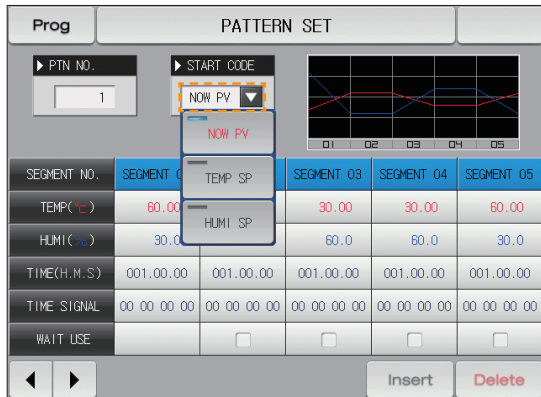 Prog PATTERN SET
▶ PTN NO. ▶ START CODE
1 NOW PV ▼
NOW PV
TEMP SP
HUMI SP
01 02 03 04 05
SEGMENT NO. SEGMENT SEGMENT 03 SEGMENT 04 SEGMENT 05
TEMP(℃) 60.00 30.00 30.00 60.00
HUMI(%) 30.0 60.0 60.0 30.0
TIME(H.M.S) 001.00.00 001.00.00 001.00.00 001.00.00 001.00.00
TIME SIGNAL 00 00 00 00 00 00 00 00 00 00 00 00 00 00 00 00 00 00 00 00
WAIT USE
◀ ▶ Insert Delete